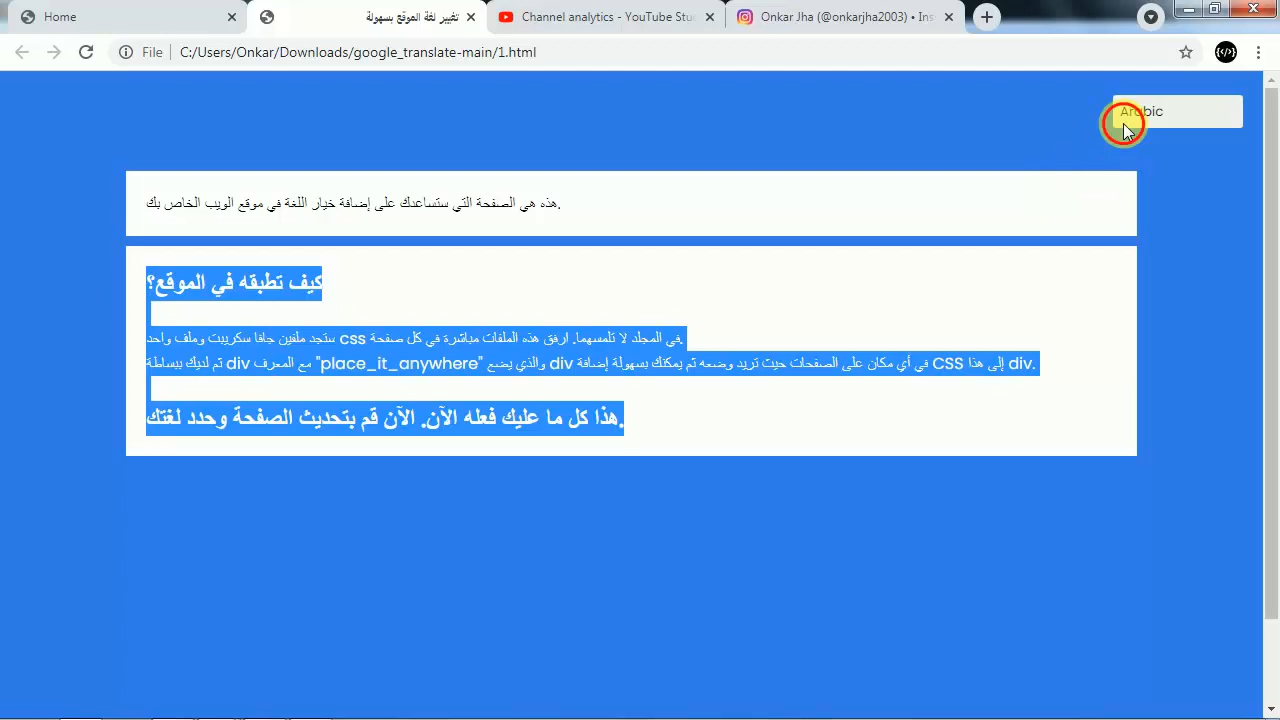 Home
تغيير لغة الموقع بسهولة
Channel analytics - YouTube Stu
Onkar Jha (@onkarjha2003) • Ins
File
C:/Users/Onkar/Downloads/google_translate-main/1.html
Arabic
هذه هي الصفحة التي ستساعدك على إضافة خيار اللغة في موقع الويب الخاص بك.
كيف تطبقه في الموقع؟
ستجد ملفين جافا سكريبت وملف واحد css في المجلد لا تلمسهما. ارفق هذه الملفات مباشرة في كل صفحة.
ثم لديك ببساطة div مع المعرف "place_it_anywhere" والذي يضع div في أي مكان على الصفحات حيث تريد وضعه ثم يمكنك بسهولة إضافة CSS إلى هذا div.
هذا كل ما عليك فعله الآن. الآن قم بتحديث الصفحة وحدد لغتك.